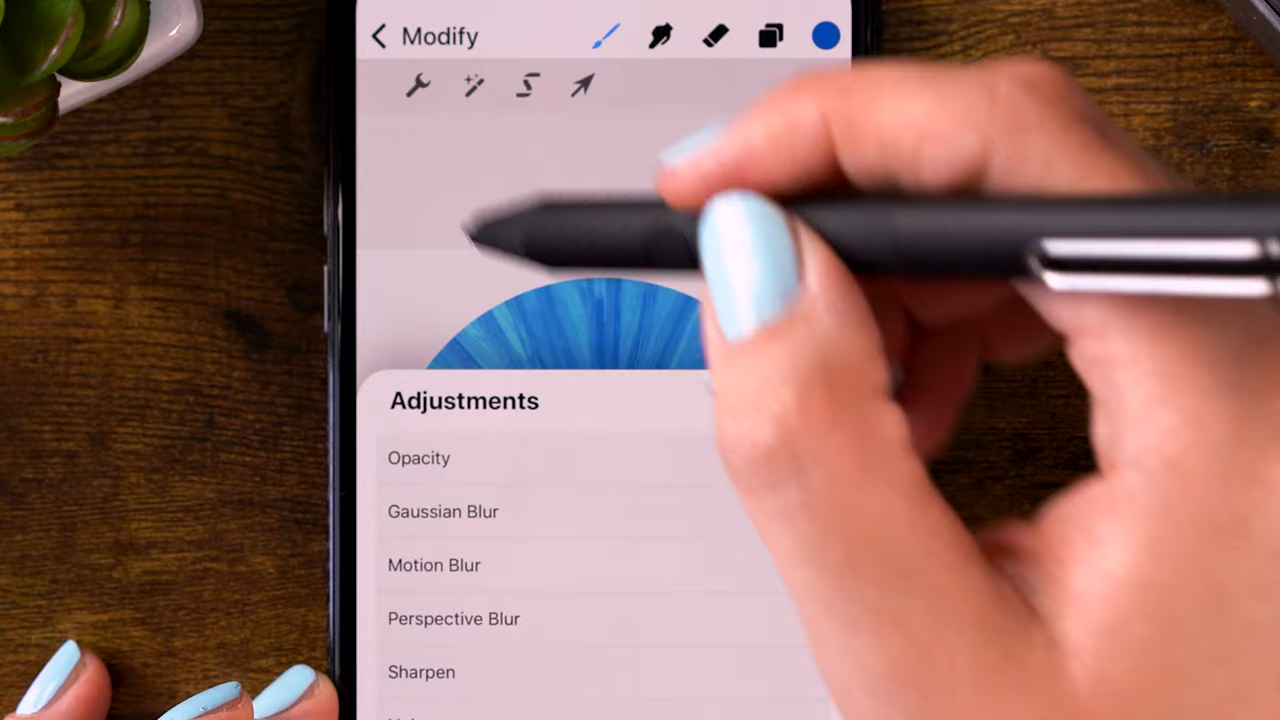 Modify
Adjustments
Opacity
Gaussian Blur
Motion Blur
Perspective Blur
Sharpen